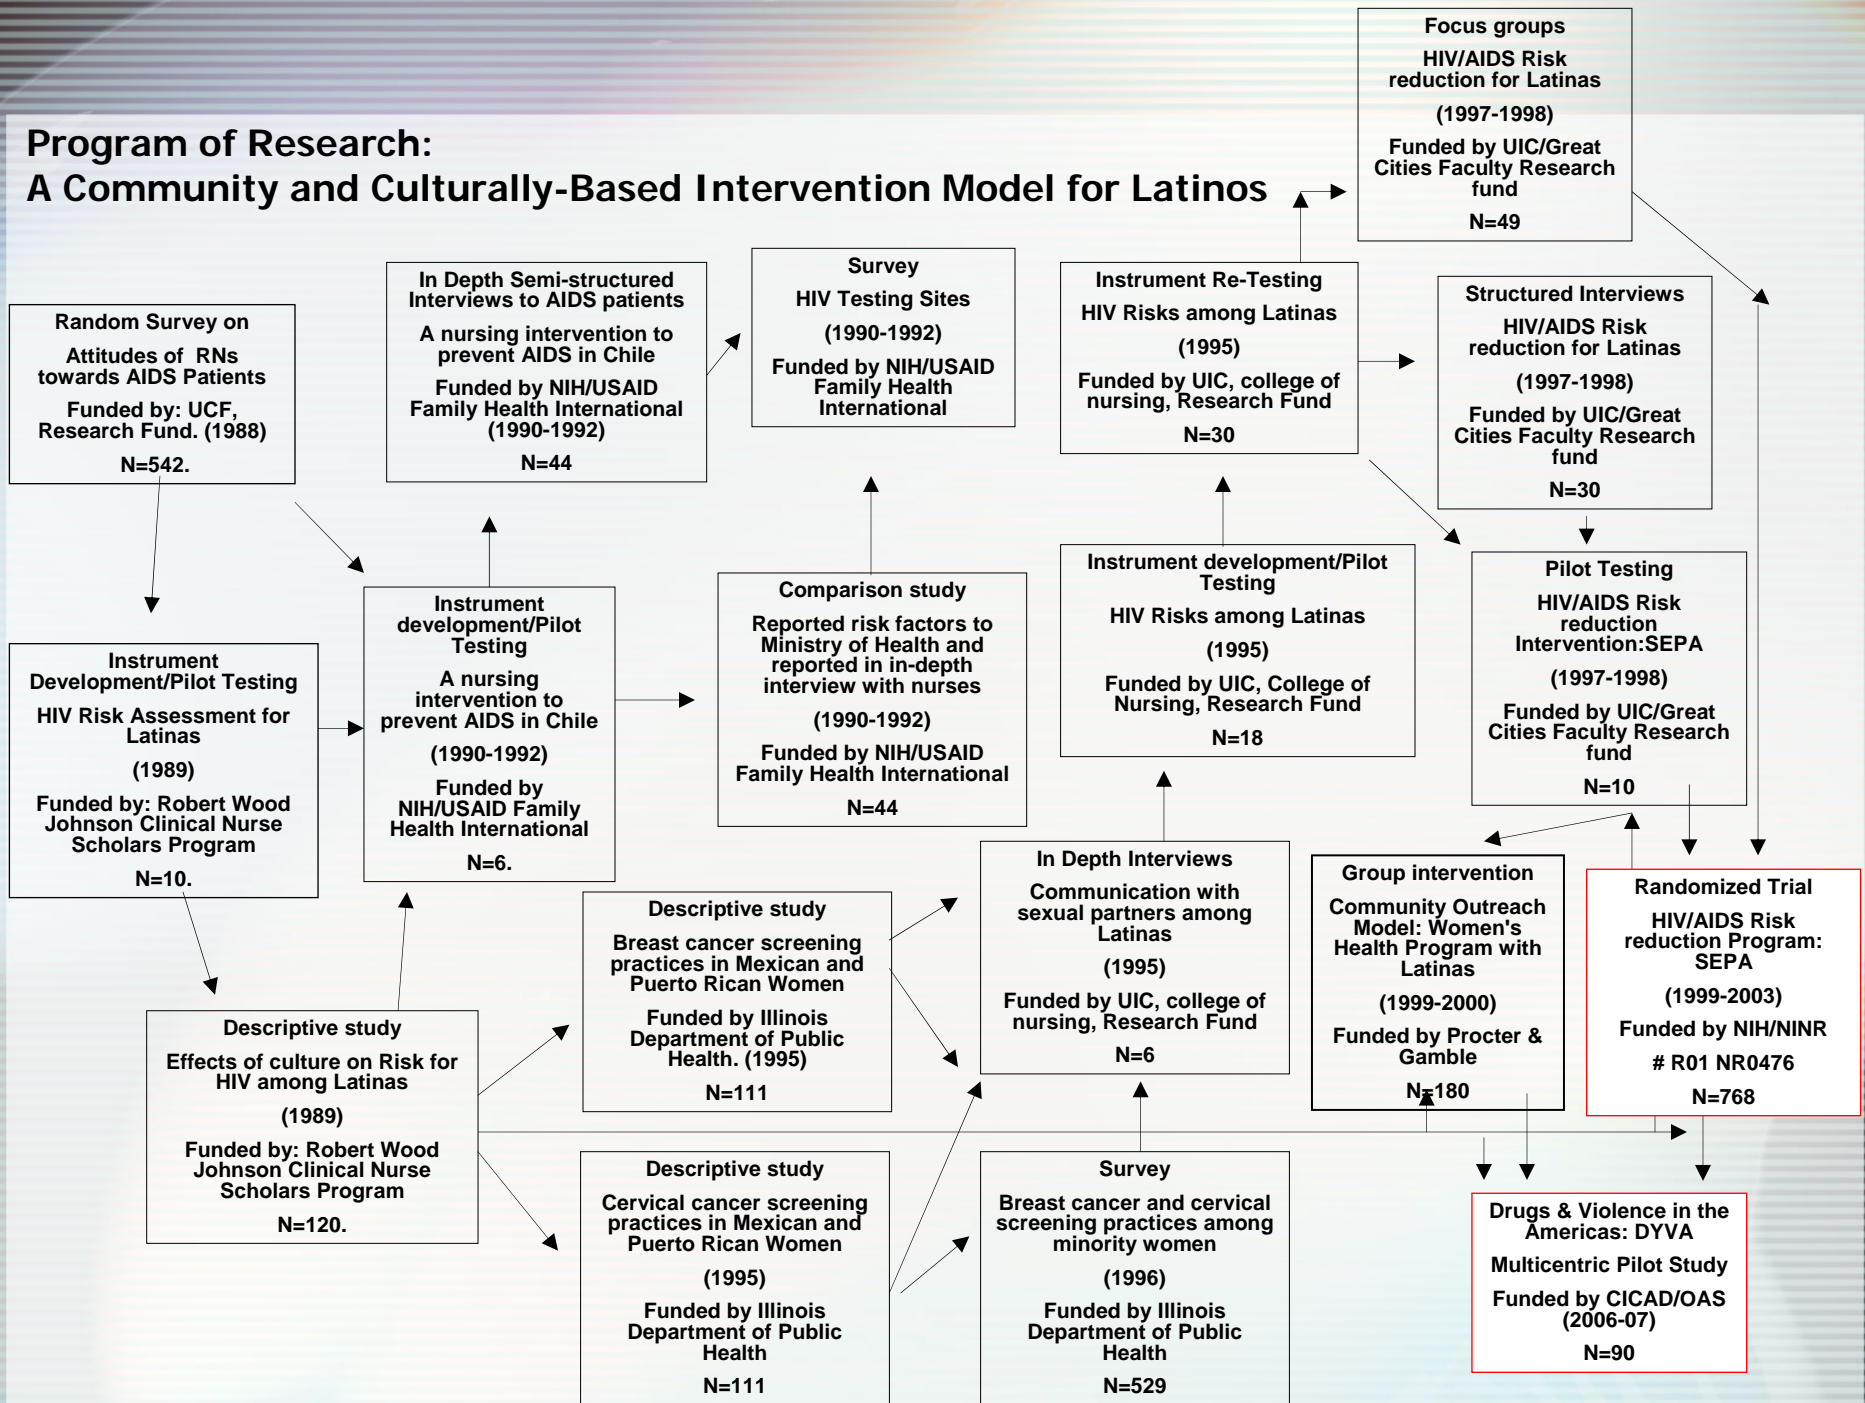 Program of Research:
A Community and Culturally-Based Intervention Model for Latinos
Focus groups
HIV/AIDS Risk
reduction for Latinas
(1997-1998)
Funded by UIC/Great
Cities Faculty Research
fund
N=49
Random Survey on
Attitudes of RNs
towards AIDS Patients
Funded by: UCF,
Research Fund. (1988)
N=542.
In Depth Semi-structured
Interviews to AIDS patients
A nursing intervention to
prevent AIDS in Chile
Funded by NIH/USAID
Family Health International
(1990-1992)
N=44
Survey
HIV Testing Sites
(1990-1992)
Funded by NIH/USAID
Family Health
International
Instrument Re-Testing
HIV Risks among Latinas
(1995)
Funded by UIC, college of
nursing, Research Fund
N=30
Structured Interviews
HIV/AIDS Risk
reduction for Latinas
(1997-1998)
Funded by UIC/Great
Cities Faculty Research
fund
N=30
Instrument
Development/Pilot Testing
HIV Risk Assessment for
Latinas
(1989)
Funded by: Robert Wood
Johnson Clinical Nurse
Scholars Program
N=10.
Instrument
development/Pilot
Testing
A nursing
intervention to
prevent AIDS in Chile
(1990-1992)
Funded by
NIH/USAID Family
Health International
N=6.
Comparison study
Reported risk factors to
Ministry of Health and
reported in in-depth
interview with nurses
(1990-1992)
Funded by NIH/USAID
Family Health International
N=44
Instrument development/Pilot
Testing
HIV Risks among Latinas
(1995)
Funded by UIC, College of
Nursing, Research Fund
N=18
Pilot Testing
HIV/AIDS Risk
reduction
Intervention:SEPA
(1997-1998)
Funded by UIC/Great
Cities Faculty Research
fund
N=10
Descriptive study
Effects of culture on Risk for
HIV among Latinas
(1989)
Funded by: Robert Wood
Johnson Clinical Nurse
Scholars Program
N=120.
Descriptive study
Breast cancer screening
practices in Mexican and
Puerto Rican Women
Funded by Illinois
Department of Public
Health. (1995)
N=111
In Depth Interviews
Communication with
sexual partners among
Latinas
(1995)
Funded by UIC, college of
nursing, Research Fund
N=6
Group intervention
Community Outreach
Model: Women's
Health Program with
Latinas
(1999-2000)
Funded by Procter &
Gamble
N=180
Randomized Trial
HIV/AIDS Risk
reduction Program:
SEPA
(1999-2003)
Funded by NIH/NINR
# R01 NR0476
N=768
Descriptive study
Cervical cancer screening
practices in Mexican and
Puerto Rican Women
(1995)
Funded by Illinois
Department of Public
Health
N=111
Survey
Breast cancer and cervical
screening practices among
minority women
(1996)
Funded by Illinois
Department of Public
Health
N=529
Drugs & Violence in the
Americas: DYVA
Multicentric Pilot Study
Funded by CICAD/OAS
(2006-07)
N=90